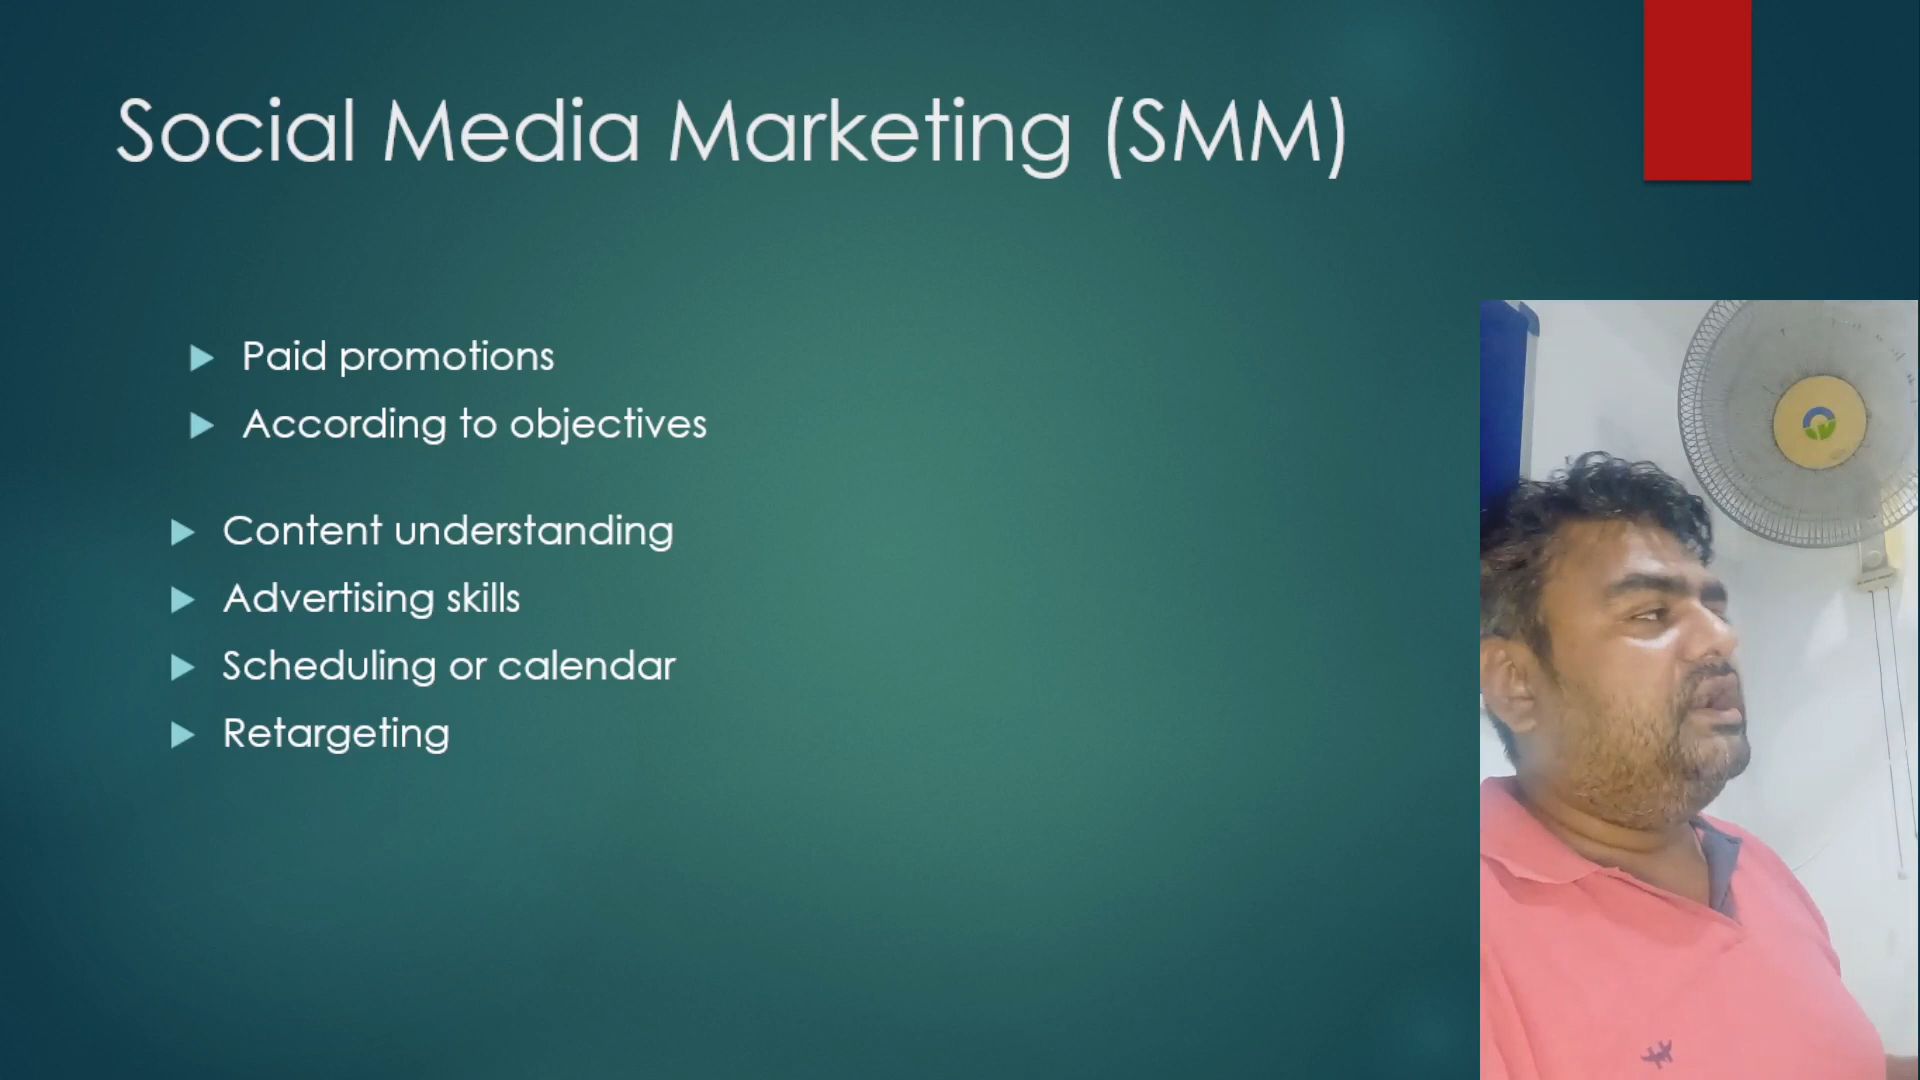 Social Media Marketing (SMM)
Paid promotions
According to objectives
Content understanding
Advertising skills
Scheduling or calendar
Retargeting